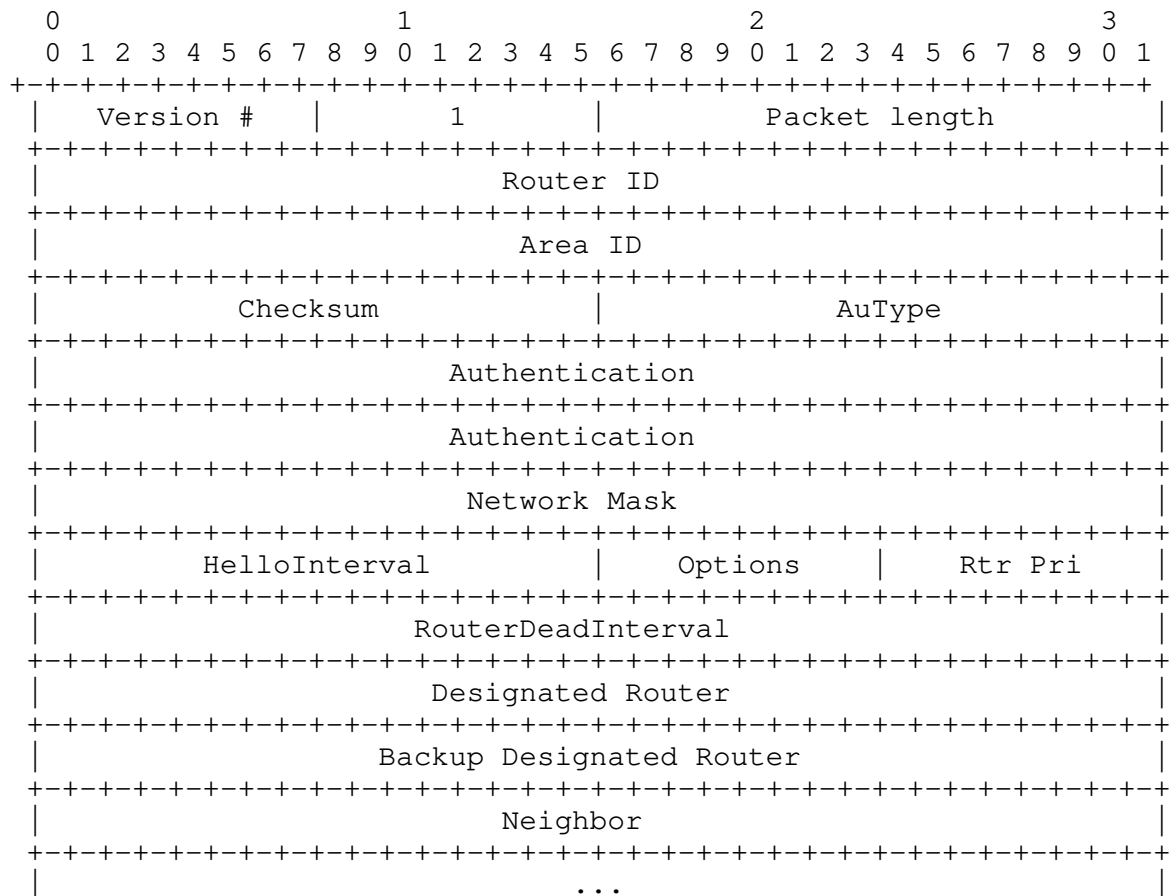 0                   1                   2                   3
0 1 2 3 4 5 6 7 8 9 0 1 2 3 4 5 6 7 8 9 0 1 2 3 4 5 6 7 8 9 0 1
+-+-+-+-+-+-+-+-+-+-+-+-+-+-+-+-+-+-+-+-+-+-+-+-+-+-+-+-+-+-+-+-+
| Version # | 1 | Packet length |
+-+-+-+-+-+-+-+-+-+-+-+-+-+-+-+-+-+-+-+-+-+-+-+-+-+-+-+-+-+-+-+-+
| Router ID |
+-+-+-+-+-+-+-+-+-+-+-+-+-+-+-+-+-+-+-+-+-+-+-+-+-+-+-+-+-+-+-+-+
| Area ID |
+-+-+-+-+-+-+-+-+-+-+-+-+-+-+-+-+-+-+-+-+-+-+-+-+-+-+-+-+-+-+-+-+
| Checksum | AuType |
+-+-+-+-+-+-+-+-+-+-+-+-+-+-+-+-+-+-+-+-+-+-+-+-+-+-+-+-+-+-+-+-+
| Authentication |
+-+-+-+-+-+-+-+-+-+-+-+-+-+-+-+-+-+-+-+-+-+-+-+-+-+-+-+-+-+-+-+-+
| Authentication |
+-+-+-+-+-+-+-+-+-+-+-+-+-+-+-+-+-+-+-+-+-+-+-+-+-+-+-+-+-+-+-+-+
| Network Mask |
+-+-+-+-+-+-+-+-+-+-+-+-+-+-+-+-+-+-+-+-+-+-+-+-+-+-+-+-+-+-+-+-+
| HelloInterval | Options | Rtr Pri |
+-+-+-+-+-+-+-+-+-+-+-+-+-+-+-+-+-+-+-+-+-+-+-+-+-+-+-+-+-+-+-+-+
| RouterDeadInterval |
+-+-+-+-+-+-+-+-+-+-+-+-+-+-+-+-+-+-+-+-+-+-+-+-+-+-+-+-+-+-+-+-+
| Designated Router |
+-+-+-+-+-+-+-+-+-+-+-+-+-+-+-+-+-+-+-+-+-+-+-+-+-+-+-+-+-+-+-+-+
| Backup Designated Router |
+-+-+-+-+-+-+-+-+-+-+-+-+-+-+-+-+-+-+-+-+-+-+-+-+-+-+-+-+-+-+-+-+
| Neighbor |
+-+-+-+-+-+-+-+-+-+-+-+-+-+-+-+-+-+-+-+-+-+-+-+-+-+-+-+-+-+-+-+-+
| ... |